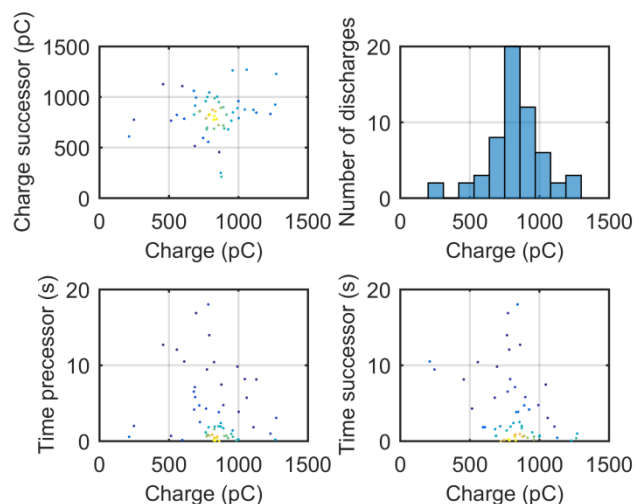 1500
1000
500
0
Charge successor (pC)
0 500 1000 1500
Charge (pC)
20
10
0
Number of discharges
0 500 1000 1500
Charge (pC)
20
10
0
Time precessor (s)
0 500 1000 1500
Charge (pC)
20
10
0
Time successor (s)
0 500 1000 1500
Charge (pC)